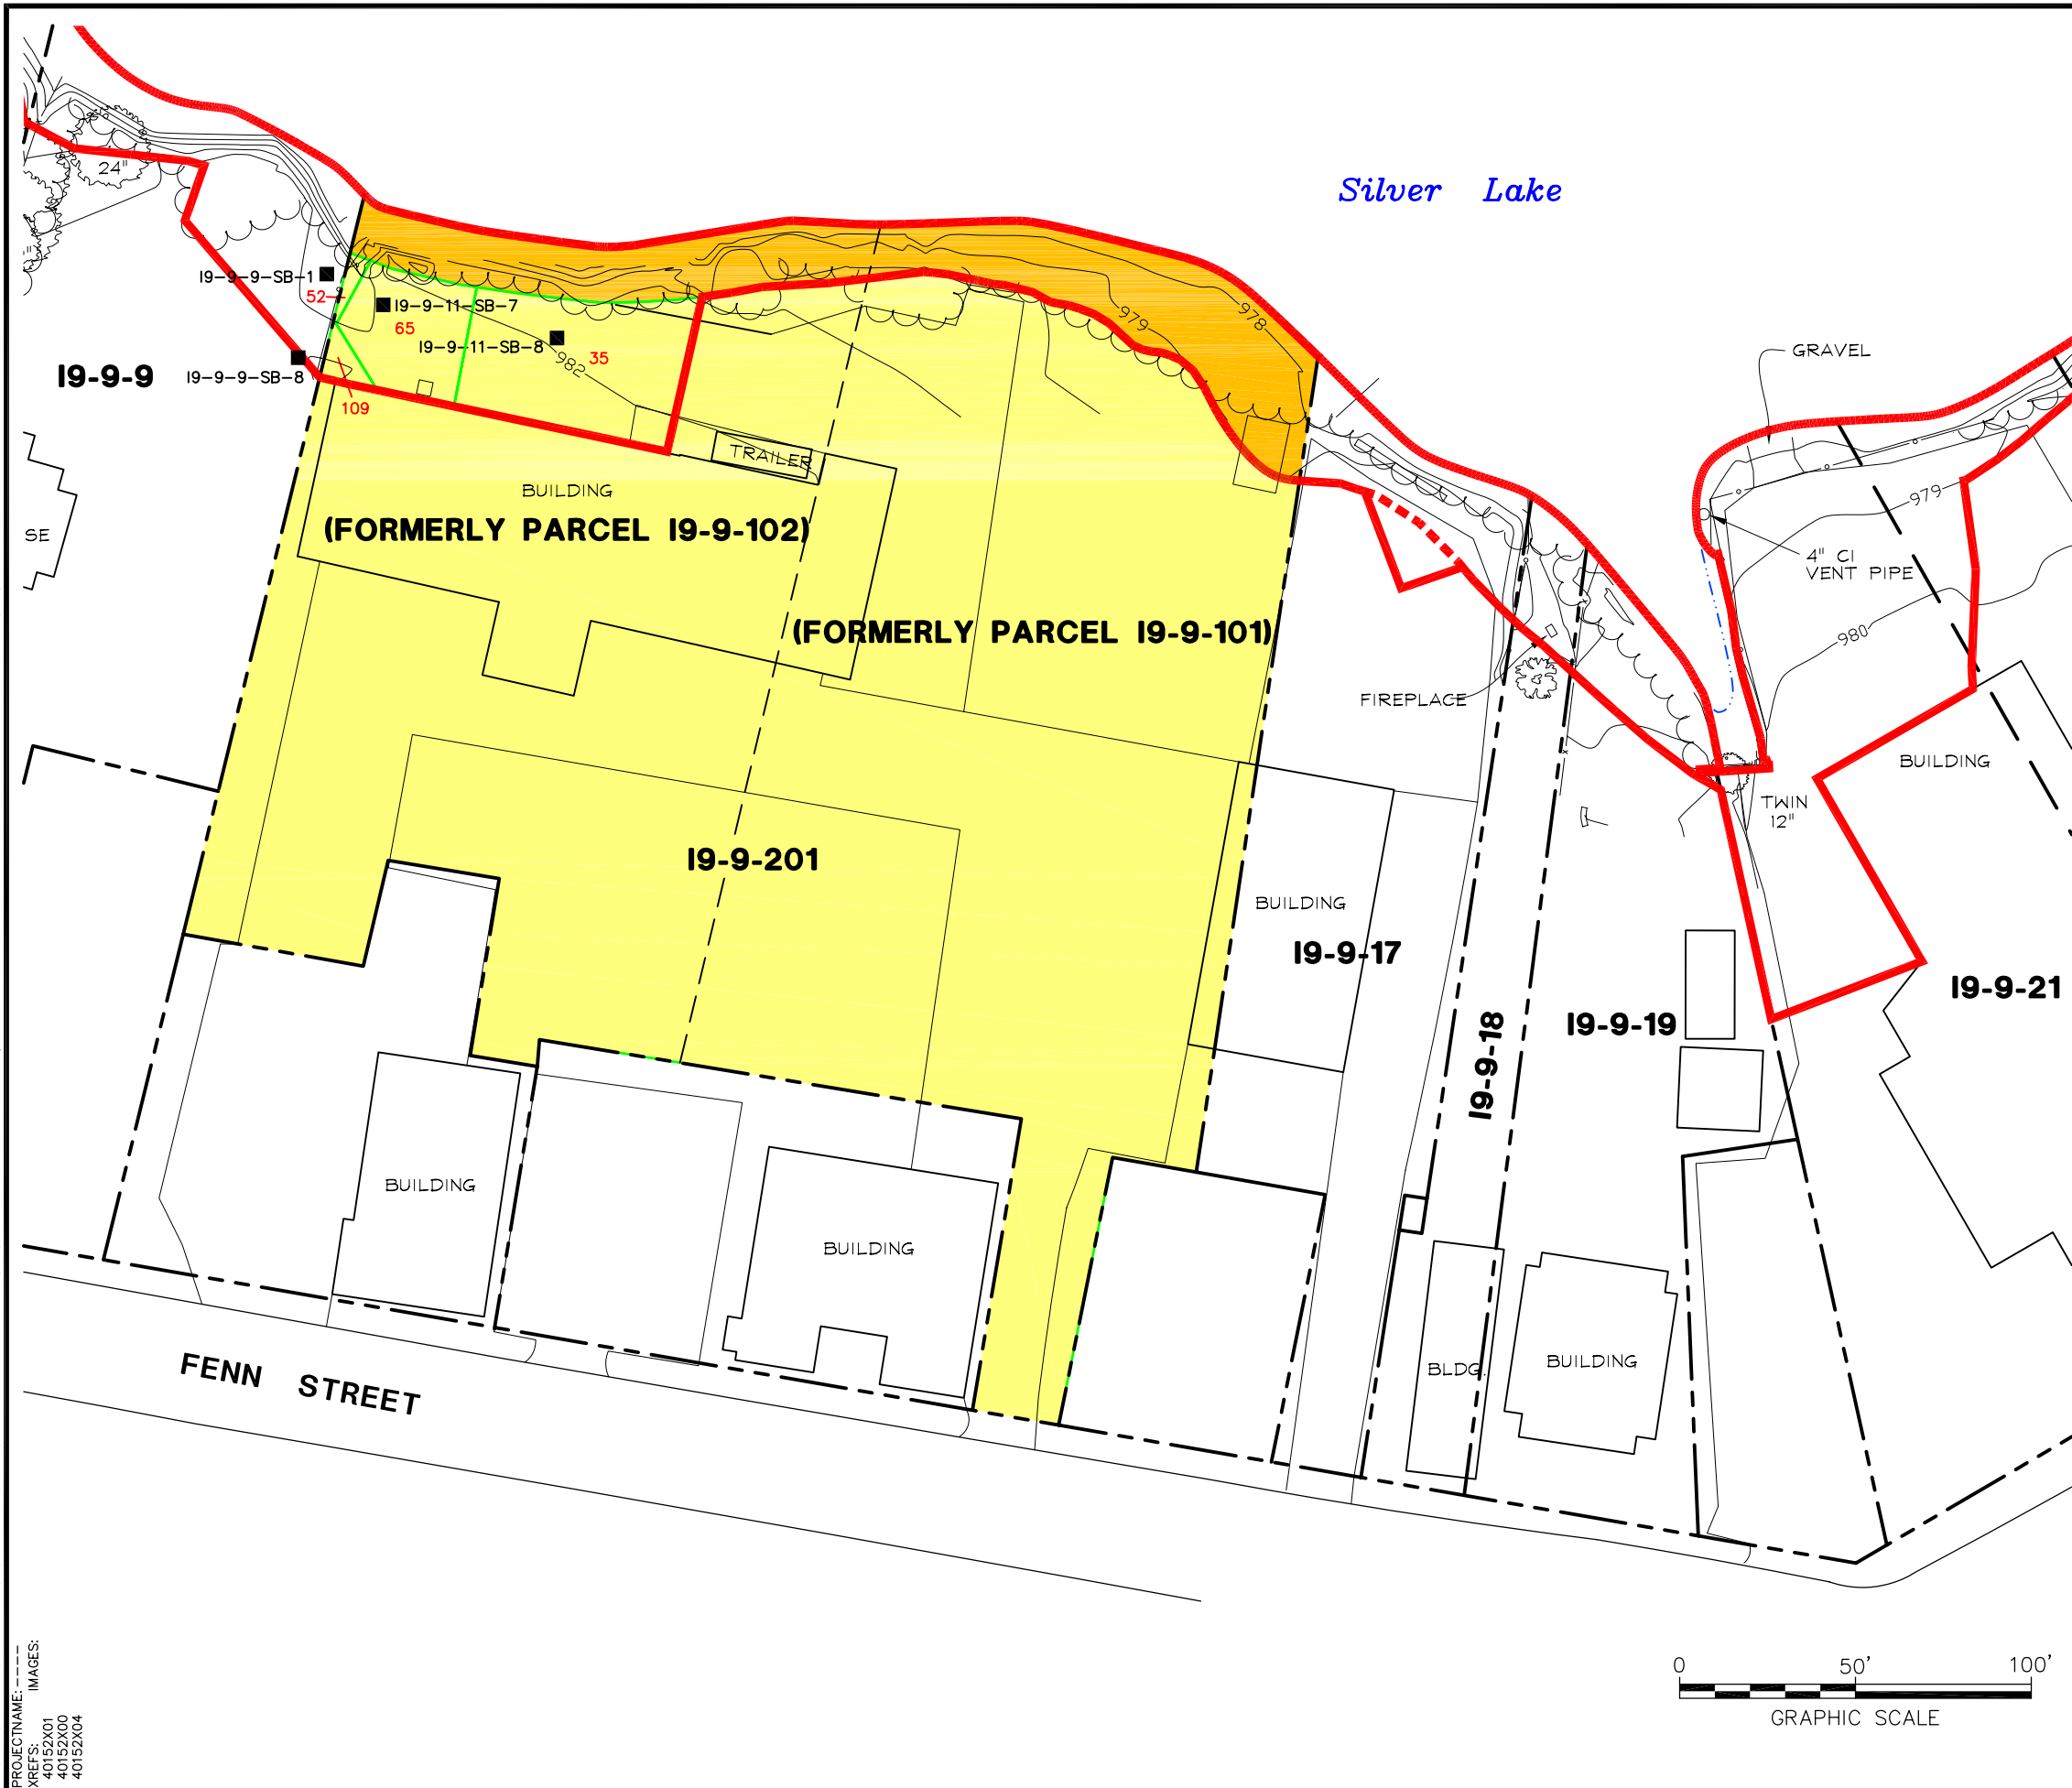 Silver Lake
24"
I9-9-9-SB-1
52
I9-9-11-SB-7
65
I9-9-11-SB-8
35
982
979
978
GRAVEL
I9-9-9
I9-9-9-SB-8
109
TRAILER
BUILDING
(FORMERLY PARCEL I9-9-102)
SE
979
4" CI
VENT PIPE
(FORMERLY PARCEL I9-9-101)
980
FIREPLACE
BUILDING
TWIN
12"
I9-9-201
BUILDING
I9-9-17
I9-9-18
I9-9-19
I9-9-21
BUILDING
BUILDING
BLDG.
BUILDING
FENN STREET
0 50' 100'
GRAPHIC SCALE
PROJECTNAME: ----
XREFS: IMAGES:
40152X01
40152X00
40152X04